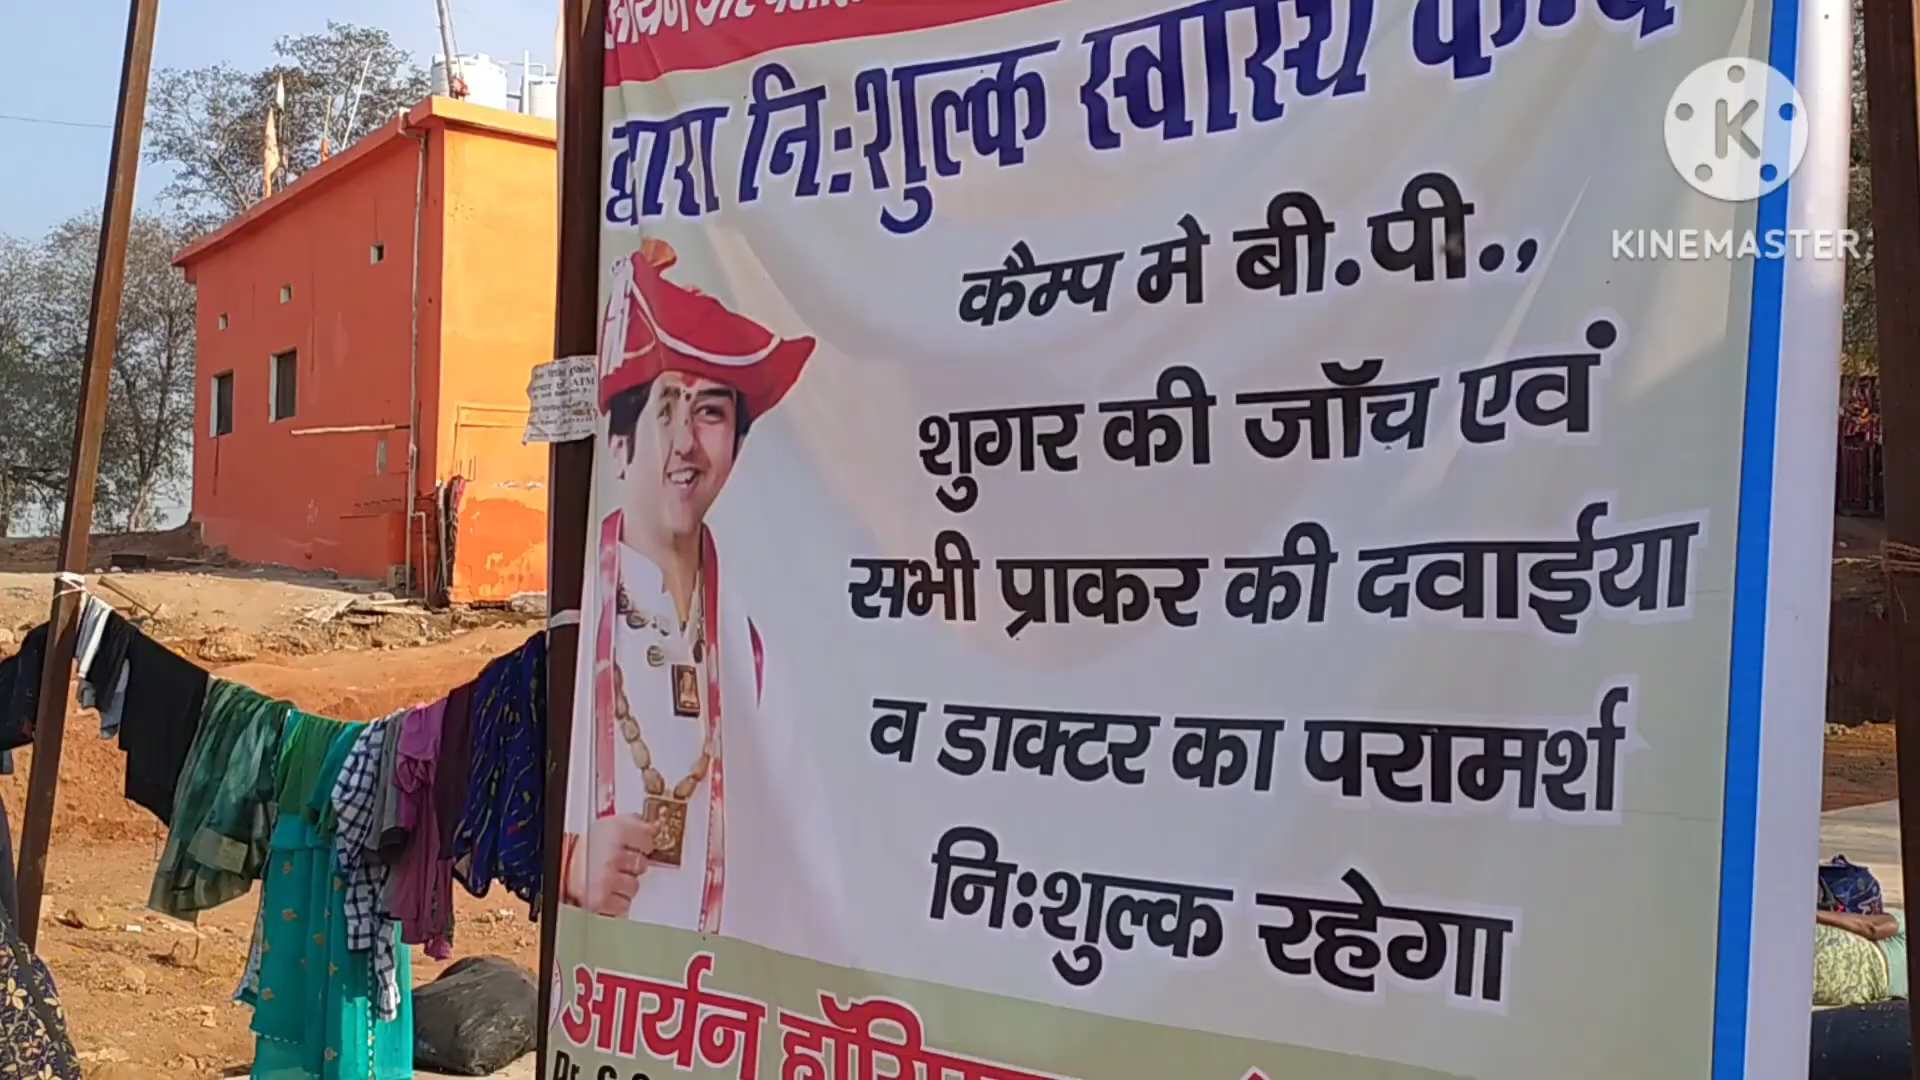 द्वारा नि:शुल्क स्वास्थ्य कैम्प
कैम्प मे बी.पी.,
शुगर की जॉच एवं
सभी प्राकर की दवाईया
व डाक्टर का परामर्श
नि:शुल्क रहेगा
आर्यन
KINEMASTER